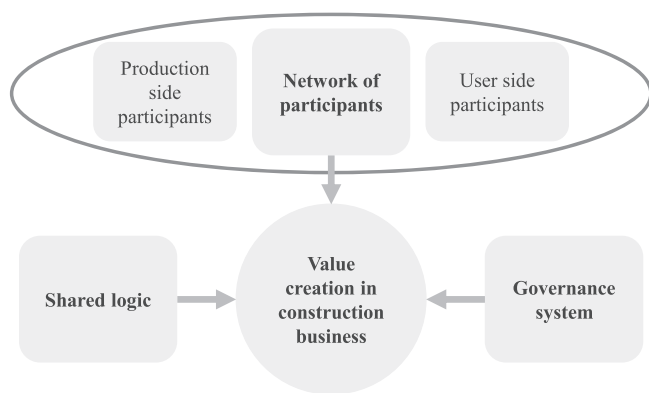 Production
side
participants
Network of
participants
User side
participants
Shared logic
Value
creation in
construction
business
Governance
system